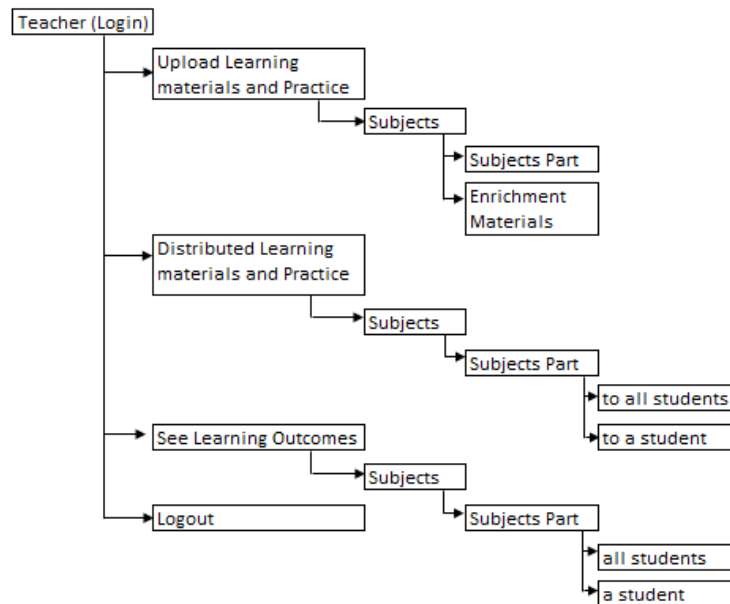 Teacher (Login)
Upload Learning
materials and Practice
Subjects
Subjects Part
Enrichment
Materials
Distributed Learning
materials and Practice
Subjects
Subjects Part
to all students
to a student
See Learning Outcomes
Subjects
Logout
Subjects Part
all students
a student